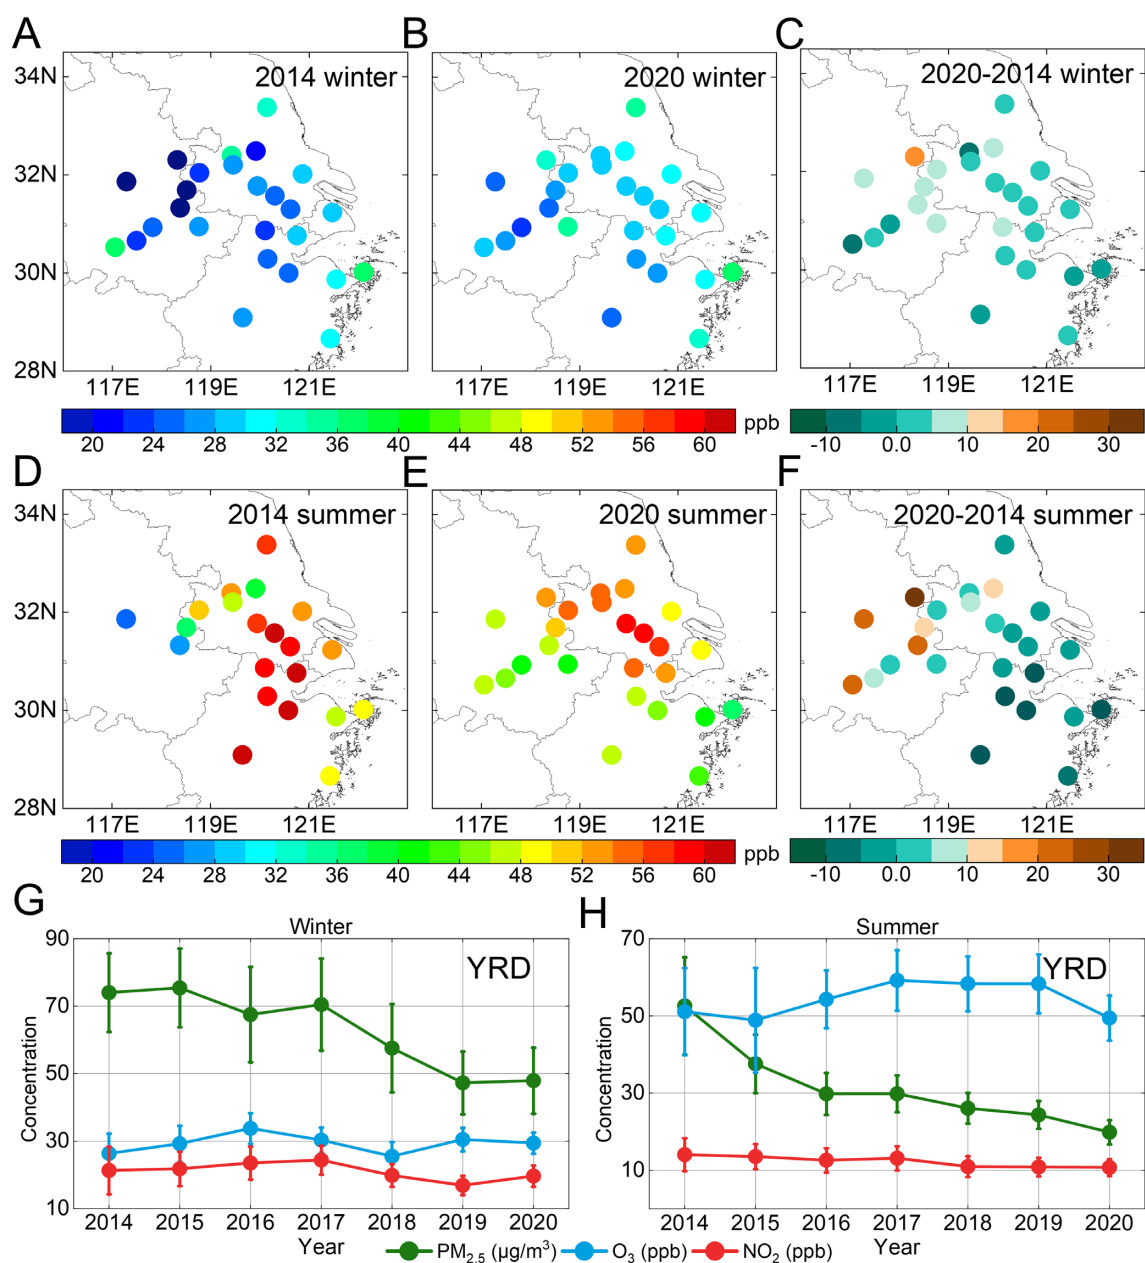 A
B
C
34N
2014 winter
2020 winter
2020-2014 winter
32N
30N
28N
117E 119E 121E
117E 119E 121E
117E 119E 121E
20 24 28 32 36 40 44 48 52 56 60 ppb
-10 0.0 10 20 30
D
E
F
34N
2014 summer
2020 summer
2020-2014 summer
32N
30N
28N
117E 119E 121E
117E 119E 121E
117E 119E 121E
20 24 28 32 36 40 44 48 52 56 60 ppb
-10 0.0 10 20 30
G
Winter
YRD
90
70
50
30
10
Concentration
2014 2015 2016 2017 2018 2019 2020
Year
H
Summer
YRD
70
50
30
10
Concentration
2014 2015 2016 2017 2018 2019 2020
Year
PM2.5 (μg/m³) O3 (ppb) NO2 (ppb)